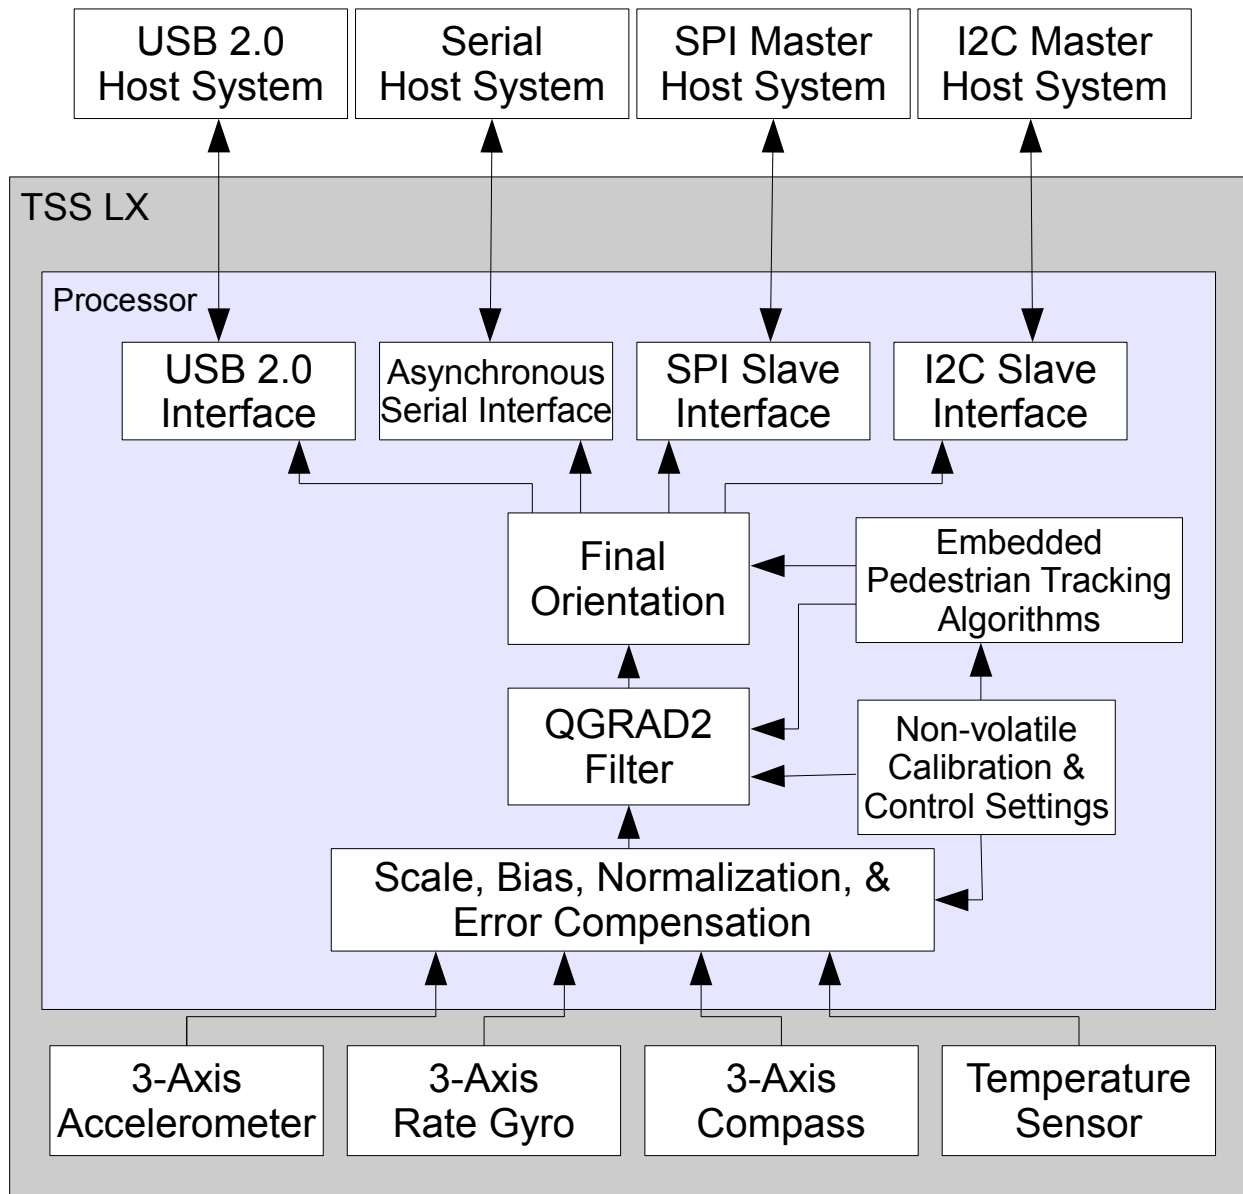 USB 2.0
Host System
Serial
Host System
SPI Master
Host System
I2C Master
Host System
TSS LX
Processor
USB 2.0
Interface
Asynchronous
Serial Interface
SPI Slave
Interface
I2C Slave
Interface
Final
Orientation
Embedded
Pedestrian Tracking
Algorithms
QGRAD2
Filter
Non-volatile
Calibration &
Control Settings
Scale, Bias, Normalization, &
Error Compensation
3-Axis
Accelerometer
3-Axis
Rate Gyro
3-Axis
Compass
Temperature
Sensor